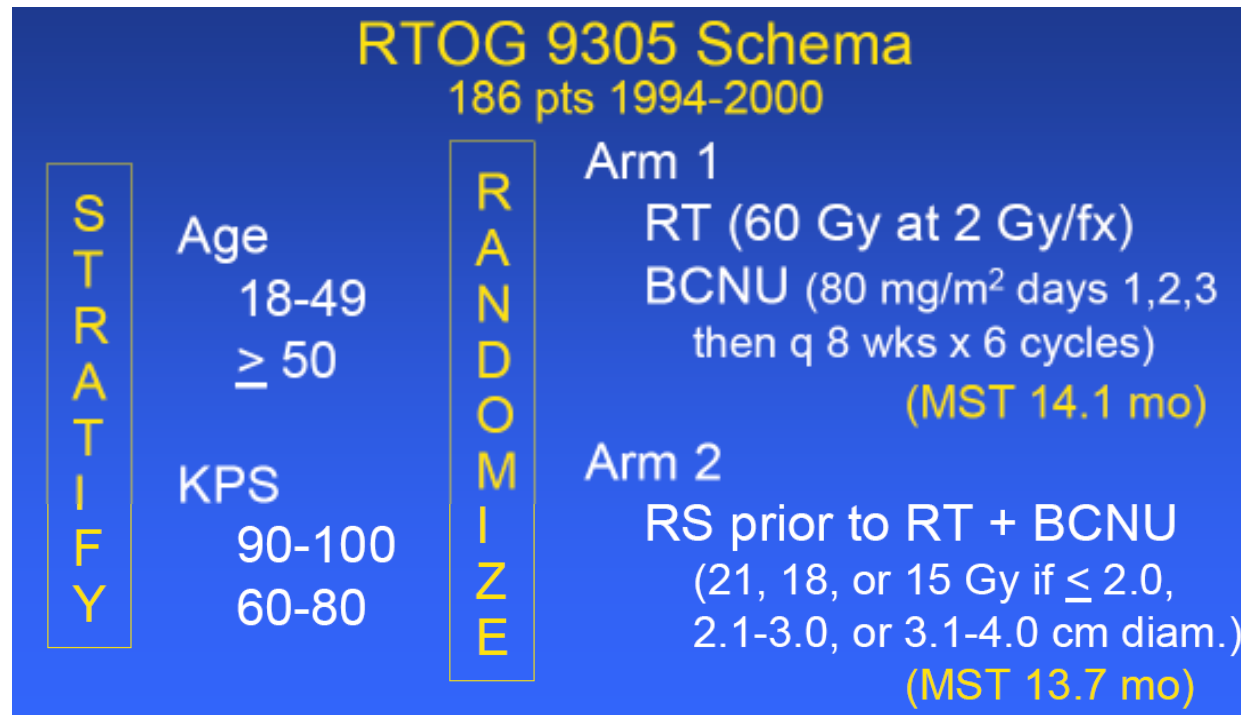 RTOG 9305 Schema
186 pts 1994-2000
STRATIFY
Age
18-49
≥ 50
KPS
90-100
60-80
RANDOMIZE
Arm 1
RT (60 Gy at 2 Gy/fx)
BCNU (80 mg/m² days 1,2,3
then q 8 wks x 6 cycles)
(MST 14.1 mo)
Arm 2
RS prior to RT + BCNU
(21, 18, or 15 Gy if ≤ 2.0,
2.1-3.0, or 3.1-4.0 cm diam.)
(MST 13.7 mo)